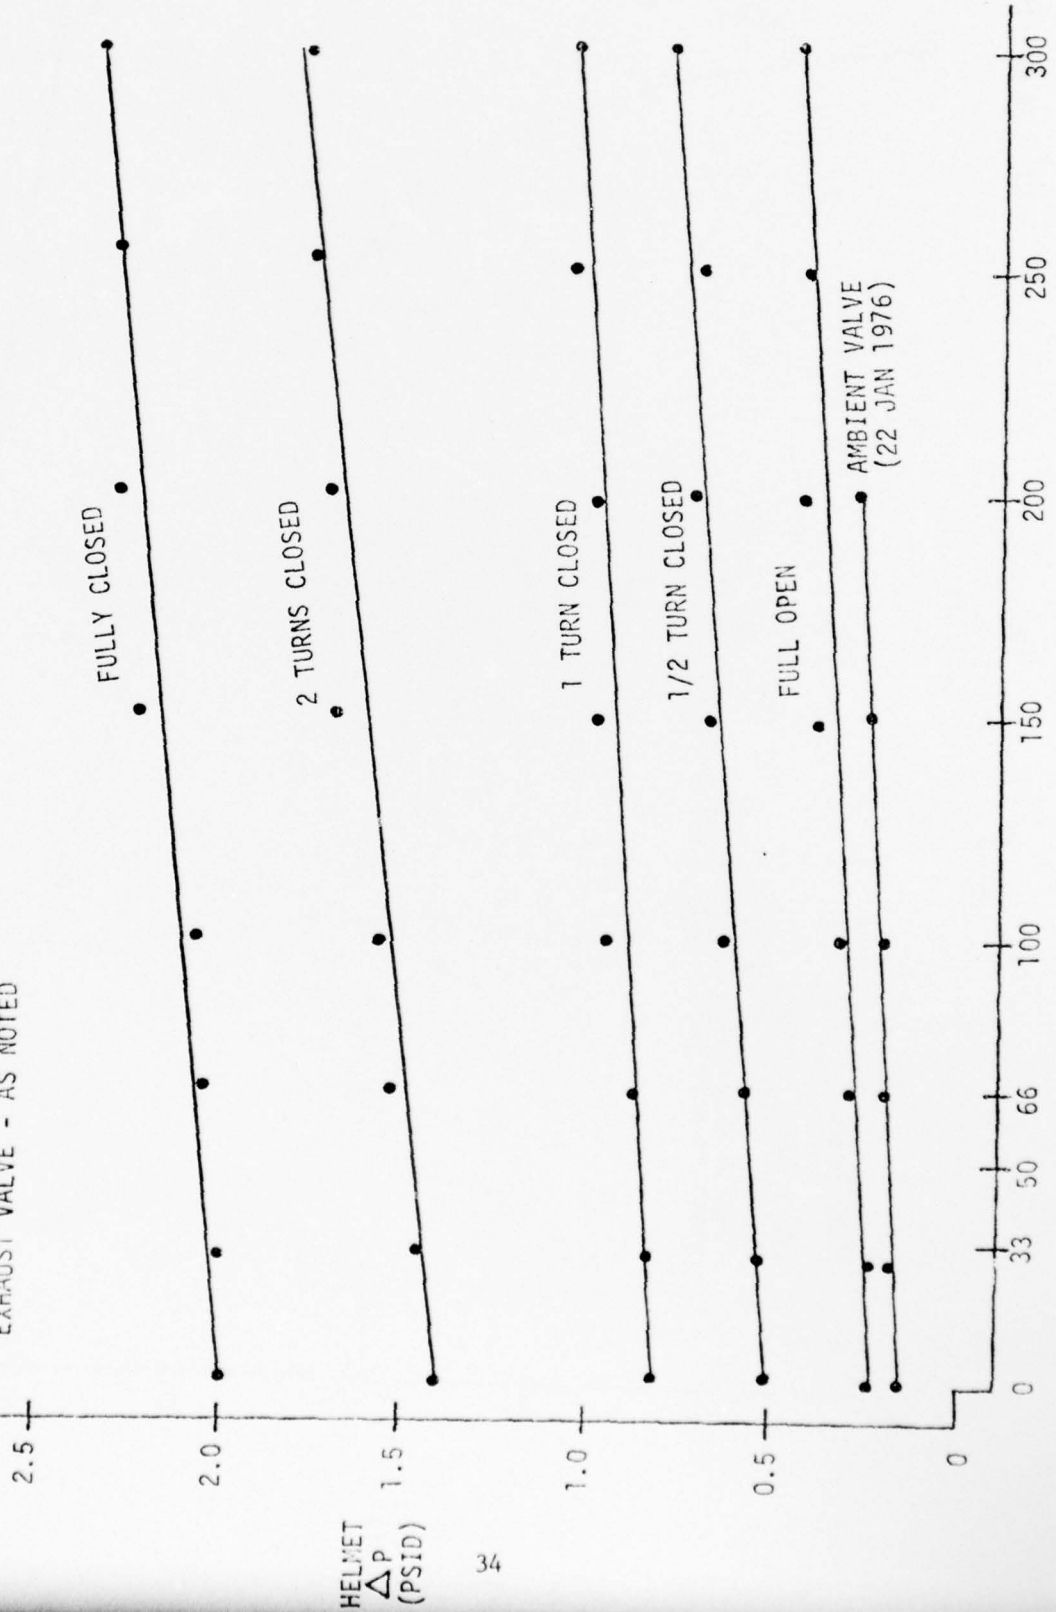 EXHAUST VALVE - AS NOTED
2.5
2.0
1.5
1.0
0.5
0
HELMET
△P
(PSID)
FULLY CLOSED
2 TURNS CLOSED
1 TURN CLOSED
1/2 TURN CLOSED
FULL OPEN
AMBIENT VALVE
(22 JAN 1976)
0 33 50 66 100 150 200 250 300
34